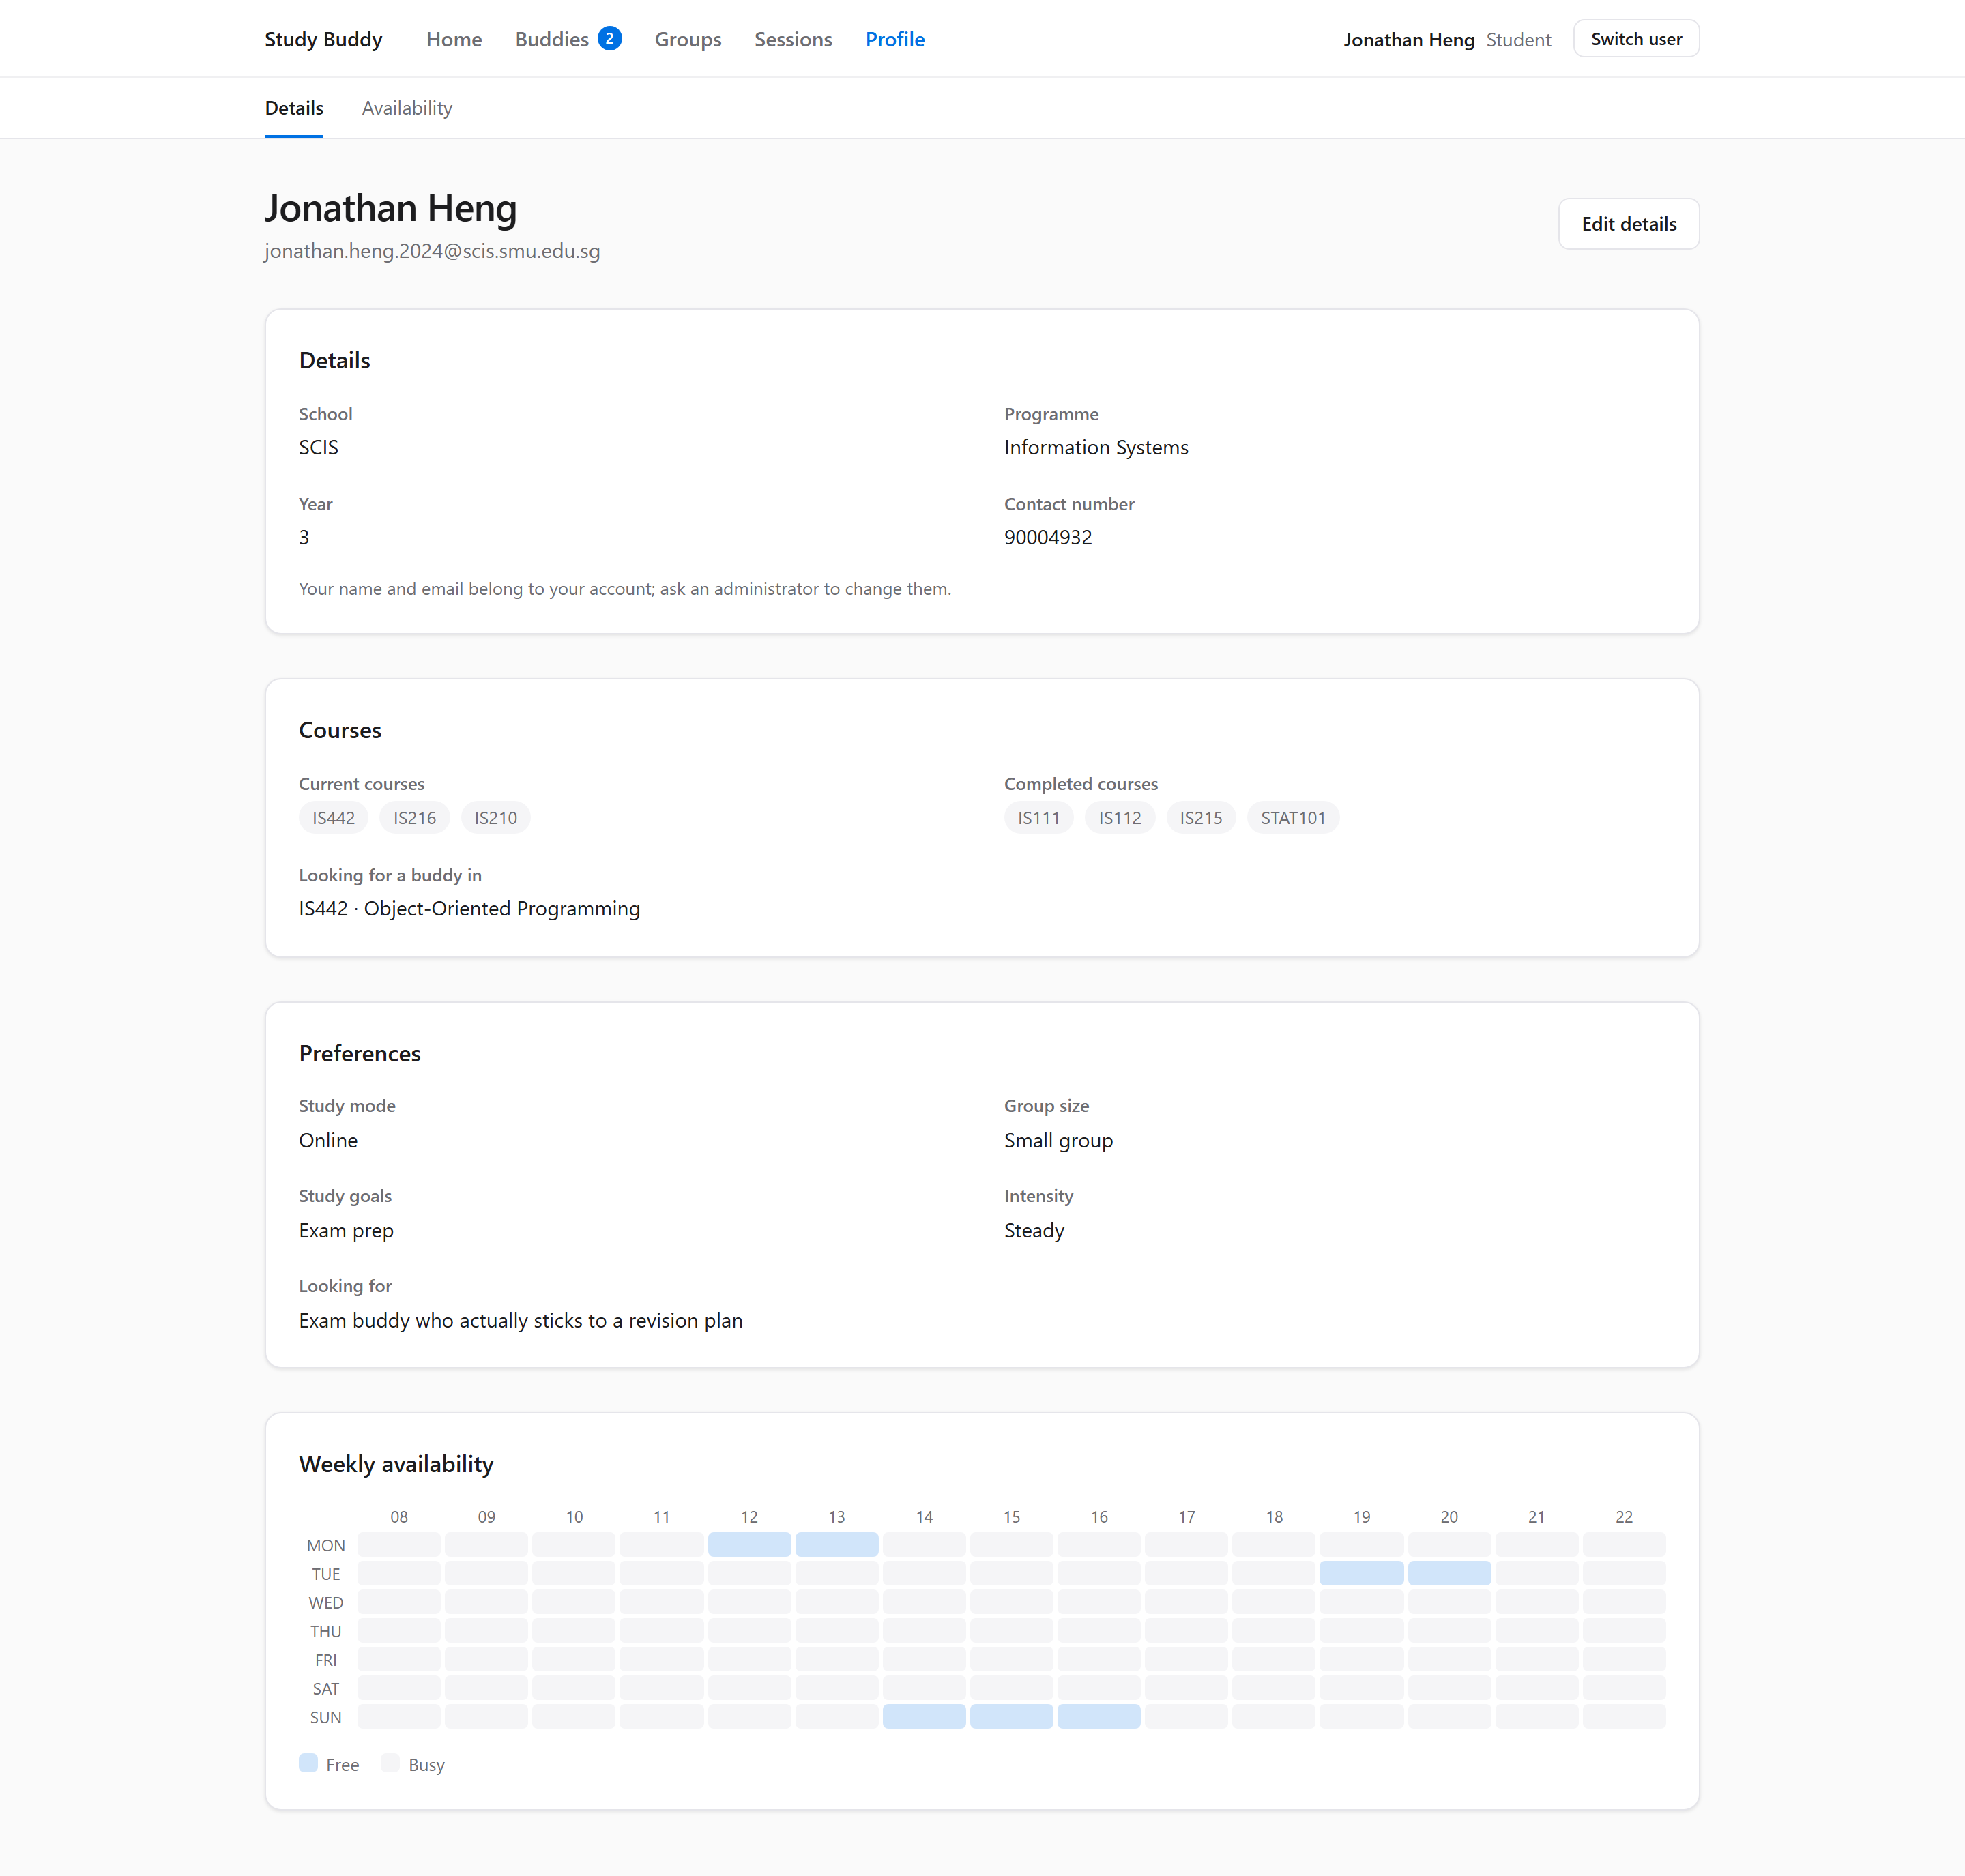 Study Buddy Home Buddies 2 Groups Sessions Profile Jonathan Heng Student Switch user
Details Availability
Jonathan Heng
jonathan.heng.2024@scis.smu.edu.sg
Edit details
Details
School Programme
SCIS Information Systems
Year Contact number
3 90004932
Your name and email belong to your account; ask an administrator to change them.
Courses
Current courses Completed courses
IS442 IS216 IS210 IS111 IS112 IS215 STAT101
Looking for a buddy in
IS442 · Object-Oriented Programming
Preferences
Study mode Group size
Online Small group
Study goals Intensity
Exam prep Steady
Looking for
Exam buddy who actually sticks to a revision plan
Weekly availability
08 09 10 11 12 13 14 15 16 17 18 19 20 21 22
MON
TUE
WED
THU
FRI
SAT
SUN
Free Busy